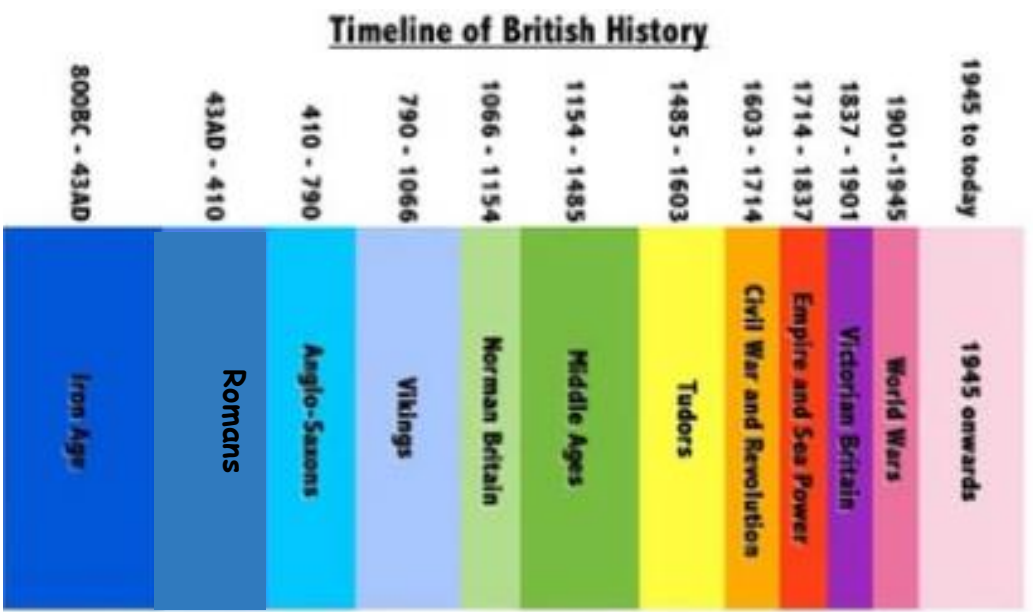 Timeline of British History
800BC - 43AD
43AD - 410
410 - 790
790 - 1066
1066 - 1154
1154 - 1485
1485 - 1603
1603 - 1714
1714 - 1837
1837 - 1901
1901-1945
1945 to today
Iron Age
Romans
Anglo-Saxons
Vikings
Norman Britain
Middle Ages
Tudors
Civil War and Revolution
Empire and Sea Power
Victorian Britain
World Wars
1945 onwards